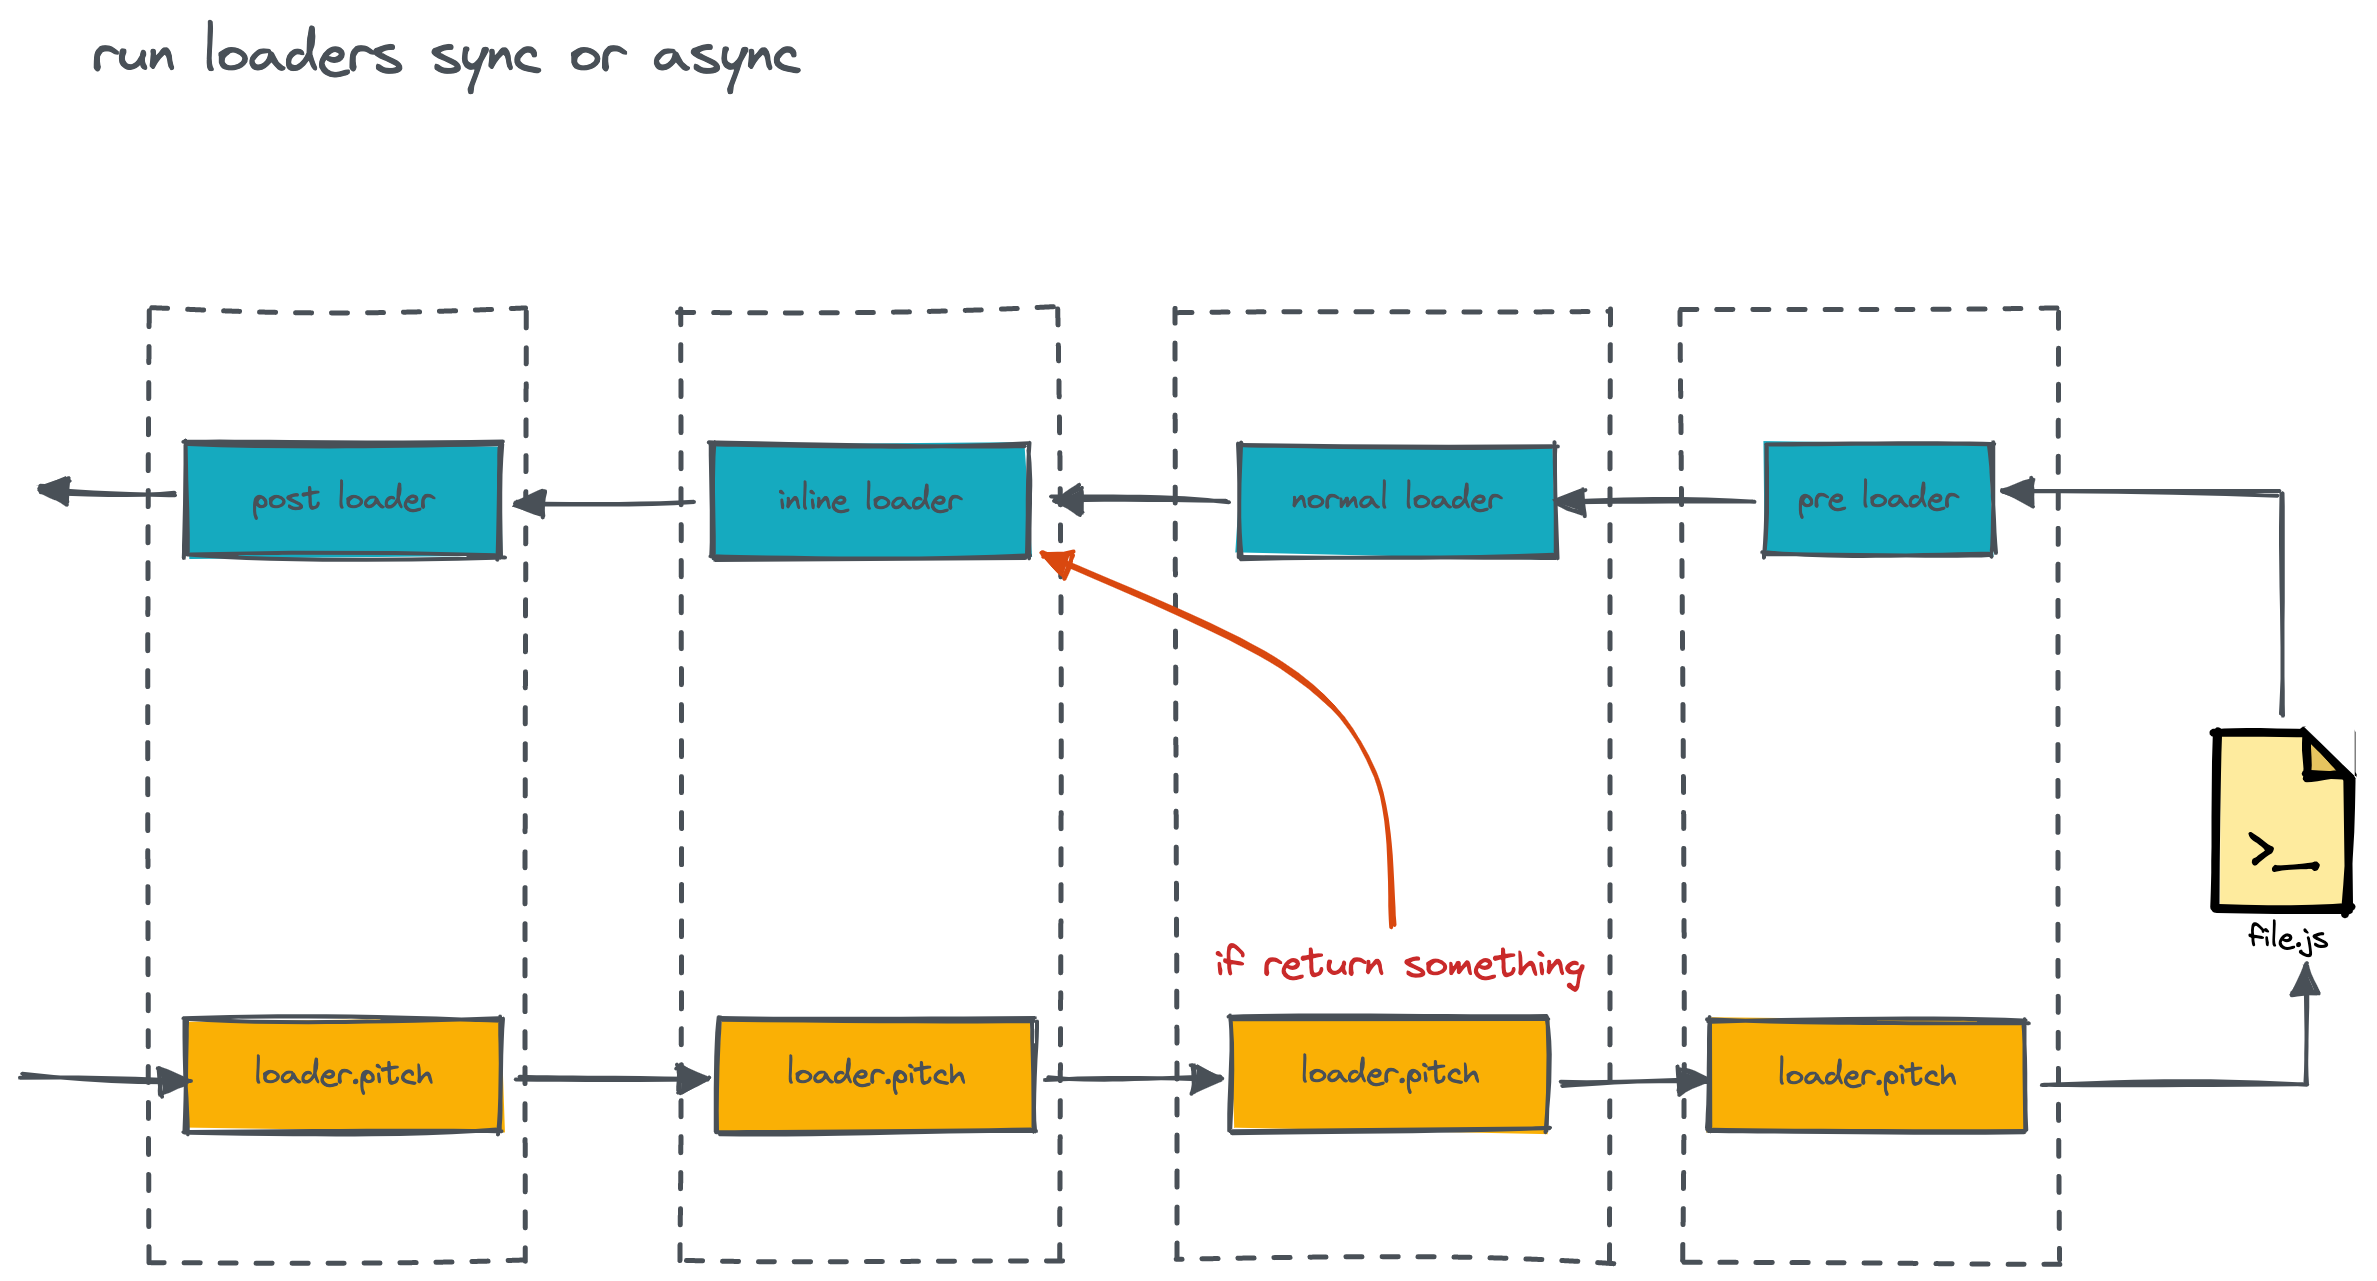 run loaders sync or async
post loader
inline loader
normal loader
pre loader
>_
file.js
if return something
loader.pitch
loader.pitch
loader.pitch
loader.pitch